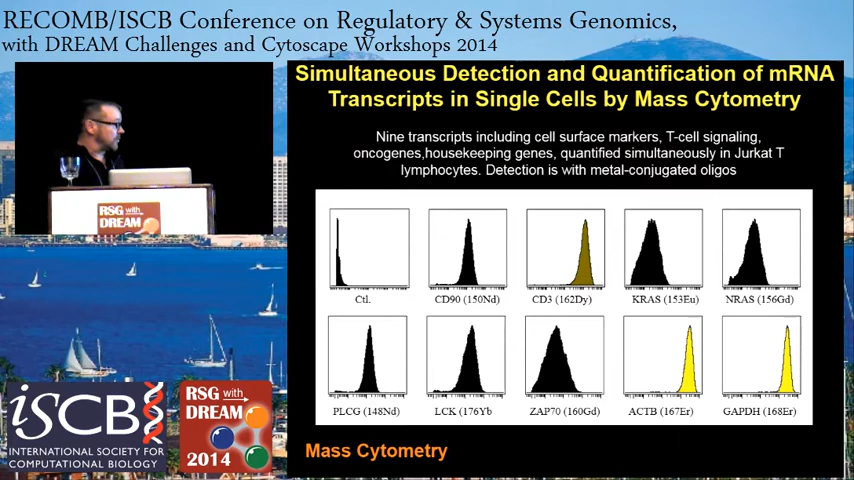 RECOMB/ISCB Conference on Regulatory & Systems Genomics,
with DREAM Challenges and Cytoscape Workshops 2014
Simultaneous Detection and Quantification of mRNA
Transcripts in Single Cells by Mass Cytometry
Nine transcripts including cell surface markers, T-cell signaling,
oncogenes,housekeeping genes, quantified simultaneously in Jurkat T
lymphocytes. Detection is with metal-conjugated oligos
Ctl.
CD90 (150Nd)
CD3 (162Dy)
KRAS (153Eu)
NRAS (156Gd)
PLCG (148Nd)
LCK (176Yb
ZAP70 (160Gd)
ACTB (167Er)
GAPDH (168Er)
Mass Cytometry
RSG with
DREAM
iSCB
INTERNATIONAL SOCIETY FOR
COMPUTATIONAL BIOLOGY
RSG with
DREAM
2014